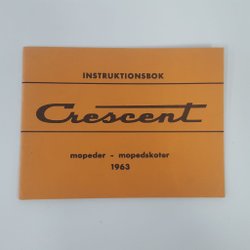 INSTRUKTIONSBOK
Crescent
mopeder - mopedskoter
1963